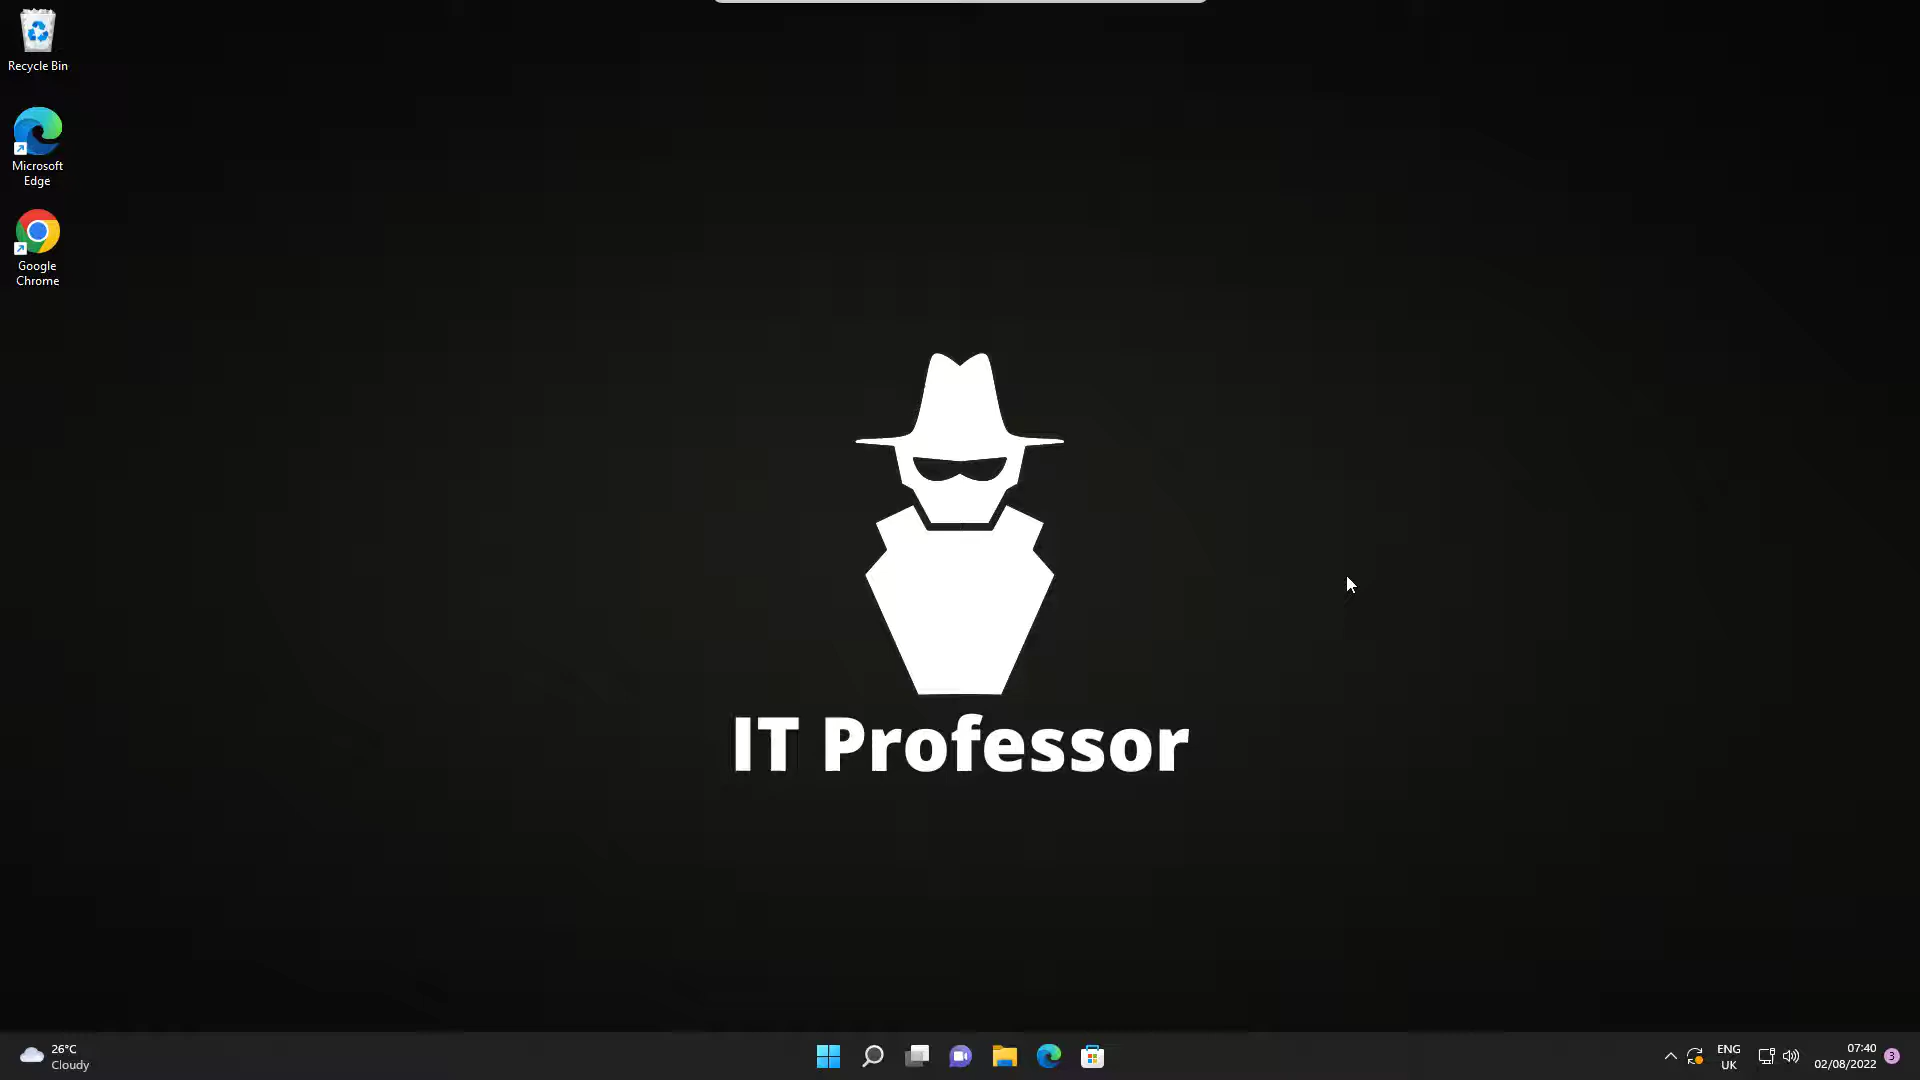 Recycle Bin
Microsoft
Edge
Google
Chrome
IT Professor
26°C
Cloudy
ENG
UK
07:40
02/08/2022
3